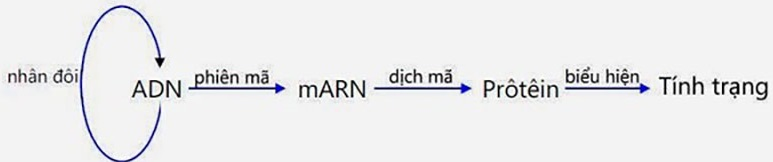 nhân đôi
ADN phiên mã mARN dịch mã Prôtêin biểu hiện Tính trạng